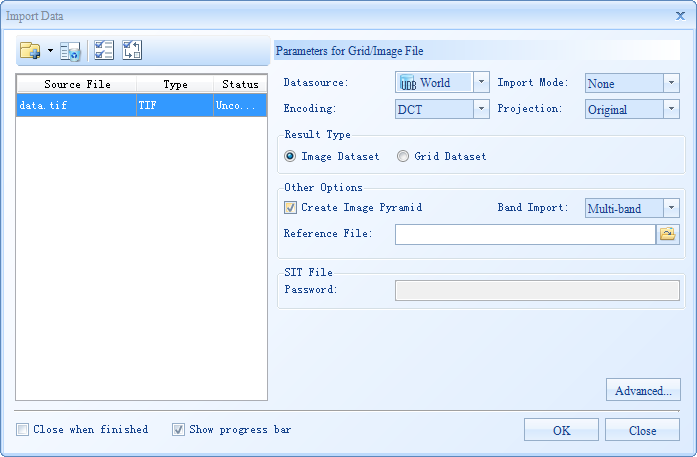 Import Data
Parameters for Grid/Image File
Source File Type Status
data.tif TIF Unco...
Datasource: UDB World Import Mode: None
Encoding: DCT Projection: Original
Result Type
Image Dataset Grid Dataset
Other Options
Create Image Pyramid Band Import: Multi-band
Reference File:
SIT File
Password:
Advanced...
Close when finished Show progress bar OK Close